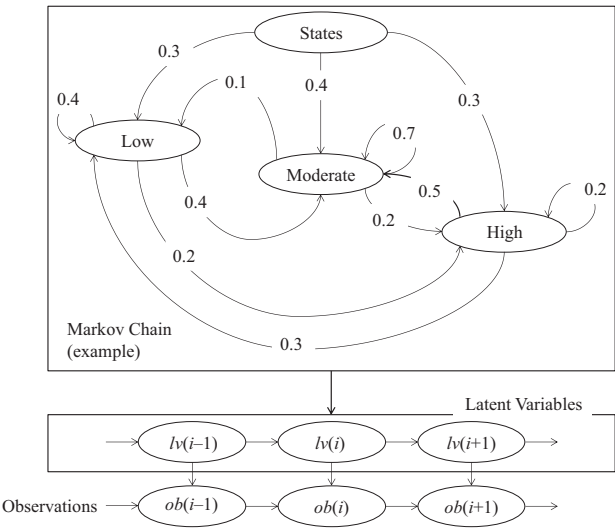 States
0.3
0.1
0.4
0.3
0.4
Low
0.7
Moderate
0.5
0.2
0.4
0.2
High
0.2
Markov Chain
(example)
0.3
Latent Variables
lv(i–1)
lv(i)
lv(i+1)
Observations
ob(i–1)
ob(i)
ob(i+1)